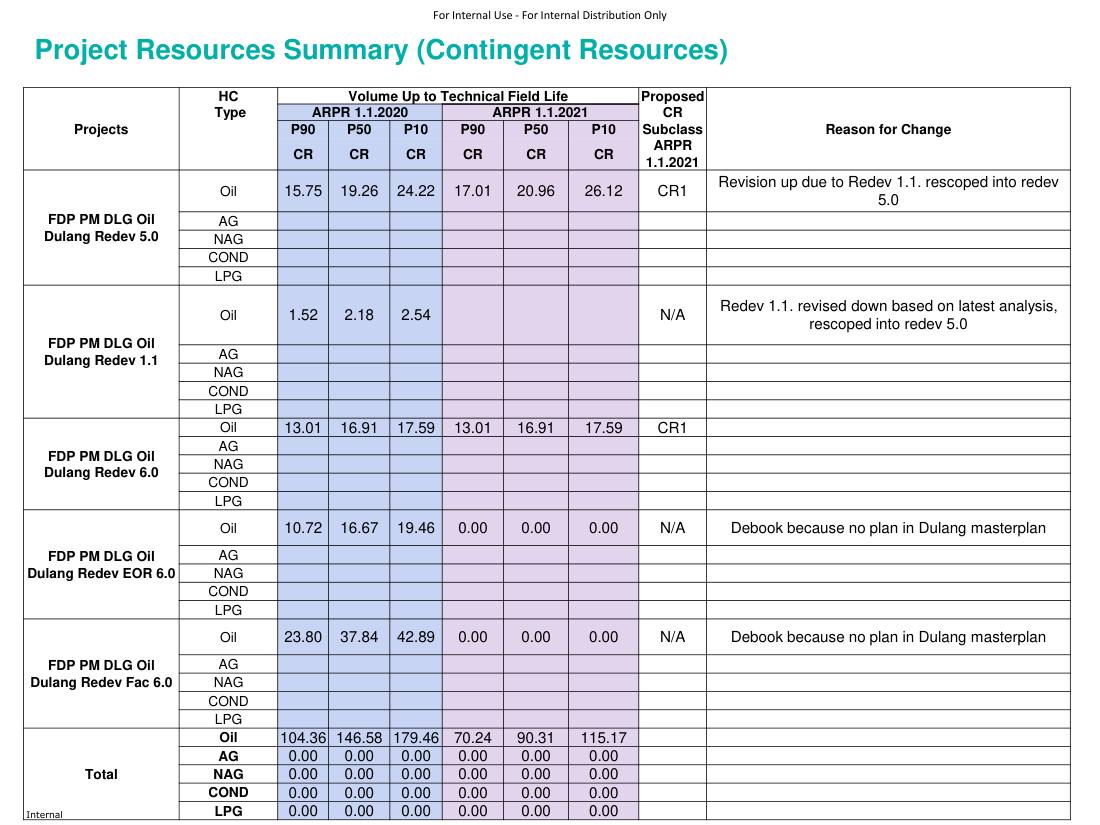 For Internal Use - For Internal Distribution Only
Project Resources Summary (Contingent Resources)
Projects
HC
Type
Volume Up to Technical Field Life
ARPR 1.1.2020
ARPR 1.1.2021
P90 P50 P10 P90 P50 P10
CR CR CR CR CR CR
Proposed
CR
Subclass
ARPR
1.1.2021
Reason for Change
FDP PM DLG Oil
Dulang Redev 5.0
Oil 15.75 19.26 24.22 17.01 20.96 26.12 CR1 Revision up due to Redev 1.1. rescoped into redev
5.0
AG
NAG
COND
LPG
FDP PM DLG Oil
Dulang Redev 1.1
Oil 1.52 2.18 2.54 N/A Redev 1.1. revised down based on latest analysis,
rescoped into redev 5.0
AG
NAG
COND
LPG
FDP PM DLG Oil
Dulang Redev 6.0
Oil 13.01 16.91 17.59 13.01 16.91 17.59 CR1
AG
NAG
COND
LPG
FDP PM DLG Oil
Dulang Redev EOR 6.0
Oil 10.72 16.67 19.46 0.00 0.00 0.00 N/A Debook because no plan in Dulang masterplan
AG
NAG
COND
LPG
FDP PM DLG Oil
Dulang Redev Fac 6.0
Oil 23.80 37.84 42.89 0.00 0.00 0.00 N/A Debook because no plan in Dulang masterplan
AG
NAG
COND
LPG
Total
Oil 104.36 146.58 179.46 70.24 90.31 115.17
AG 0.00 0.00 0.00 0.00 0.00 0.00
NAG 0.00 0.00 0.00 0.00 0.00 0.00
COND 0.00 0.00 0.00 0.00 0.00 0.00
LPG 0.00 0.00 0.00 0.00 0.00 0.00
Internal